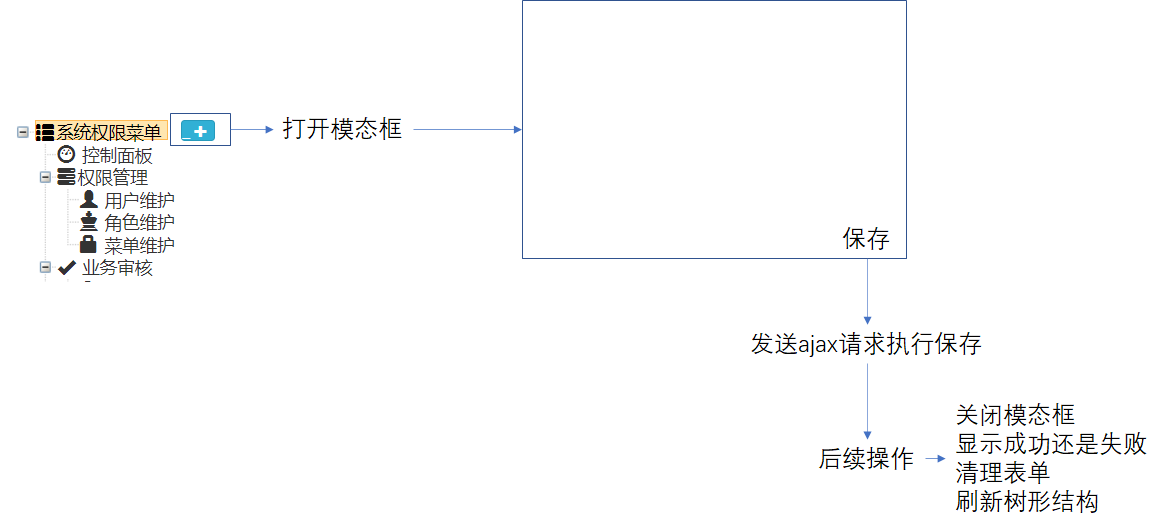 系统权限菜单
控制面板
权限管理
用户维护
角色维护
菜单维护
业务审核
打开模态框
保存
发送ajax请求执行保存
后续操作
关闭模态框
显示成功还是失败
清理表单
刷新树形结构